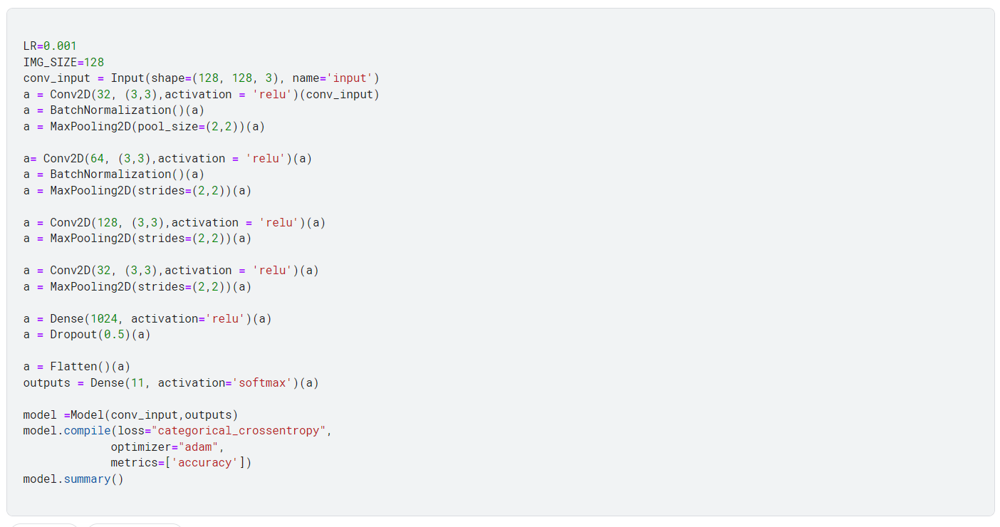 LR=0.001
IMG_SIZE=128
conv_input = Input(shape=(128, 128, 3), name='input')
a = Conv2D(32, (3,3),activation = 'relu')(conv_input)
a = BatchNormalization()(a)
a = MaxPooling2D(pool_size=(2,2))(a)
a= Conv2D(64, (3,3),activation = 'relu')(a)
a = BatchNormalization()(a)
a = MaxPooling2D(strides=(2,2))(a)
a = Conv2D(128, (3,3),activation = 'relu')(a)
a = MaxPooling2D(strides=(2,2))(a)
a = Conv2D(32, (3,3),activation = 'relu')(a)
a = MaxPooling2D(strides=(2,2))(a)
a = Dense(1024, activation='relu')(a)
a = Dropout(0.5)(a)
a = Flatten()(a)
outputs = Dense(11, activation='softmax')(a)
model =Model(conv_input,outputs)
model.compile(loss="categorical_crossentropy",
             optimizer="adam",
             metrics=['accuracy'])
model.summary()